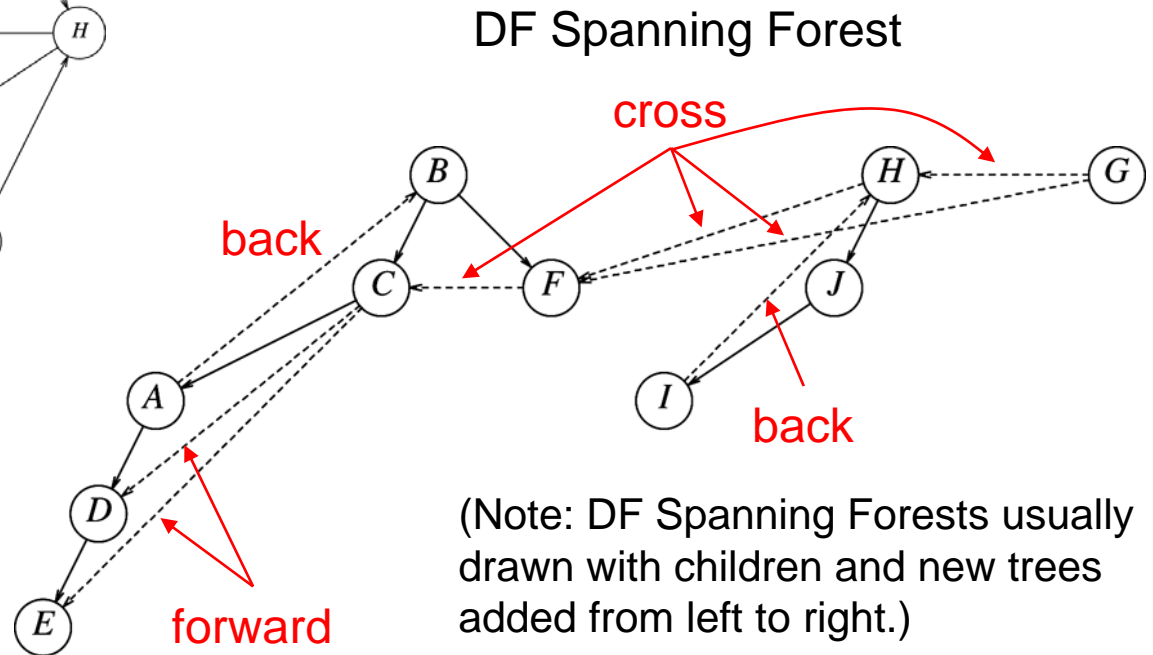 H
DF Spanning Forest
cross
B
H
G
back
C
F
J
A
I
back
D
(Note: DF Spanning Forests usually
drawn with children and new trees
added from left to right.)
E
forward